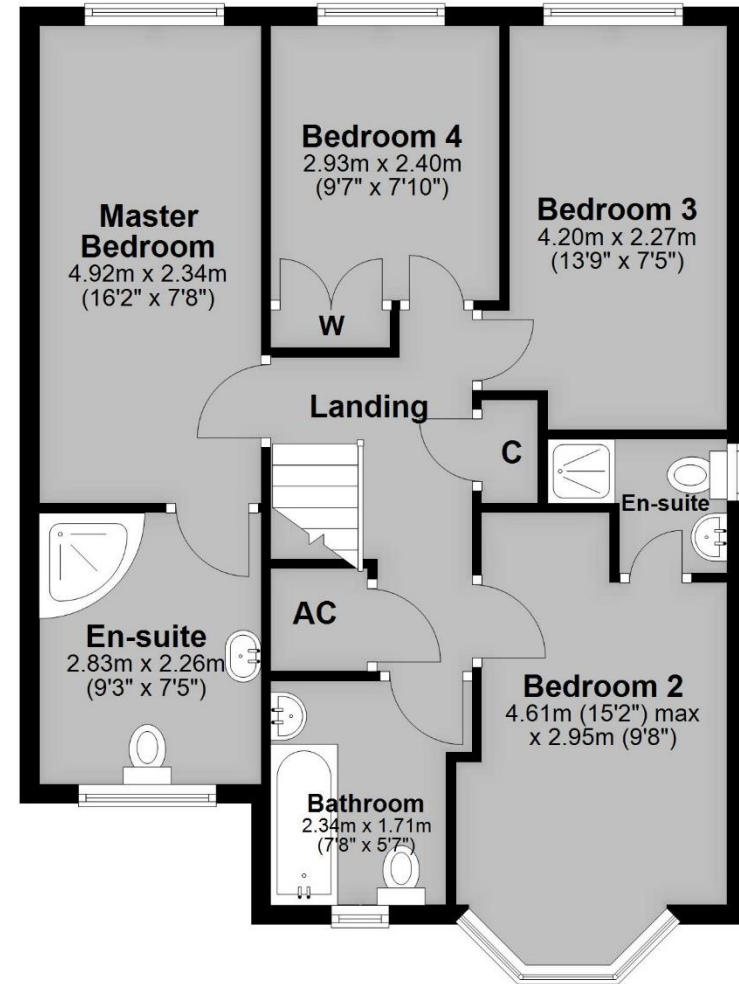 Bedroom 4
2.93m x 2.40m
(9'7" x 7'10")
Master
Bedroom
4.92m x 2.34m
(16'2" x 7'8")
Bedroom 3
4.20m x 2.27m
(13'9" x 7'5")
W
Landing
C
En-suite
AC
En-suite
2.83m x 2.26m
(9'3" x 7'5")
Bedroom 2
4.61m (15'2") max
x 2.95m (9'8")
Bathroom
2.34m x 1.71m
(7'8" x 5'7")